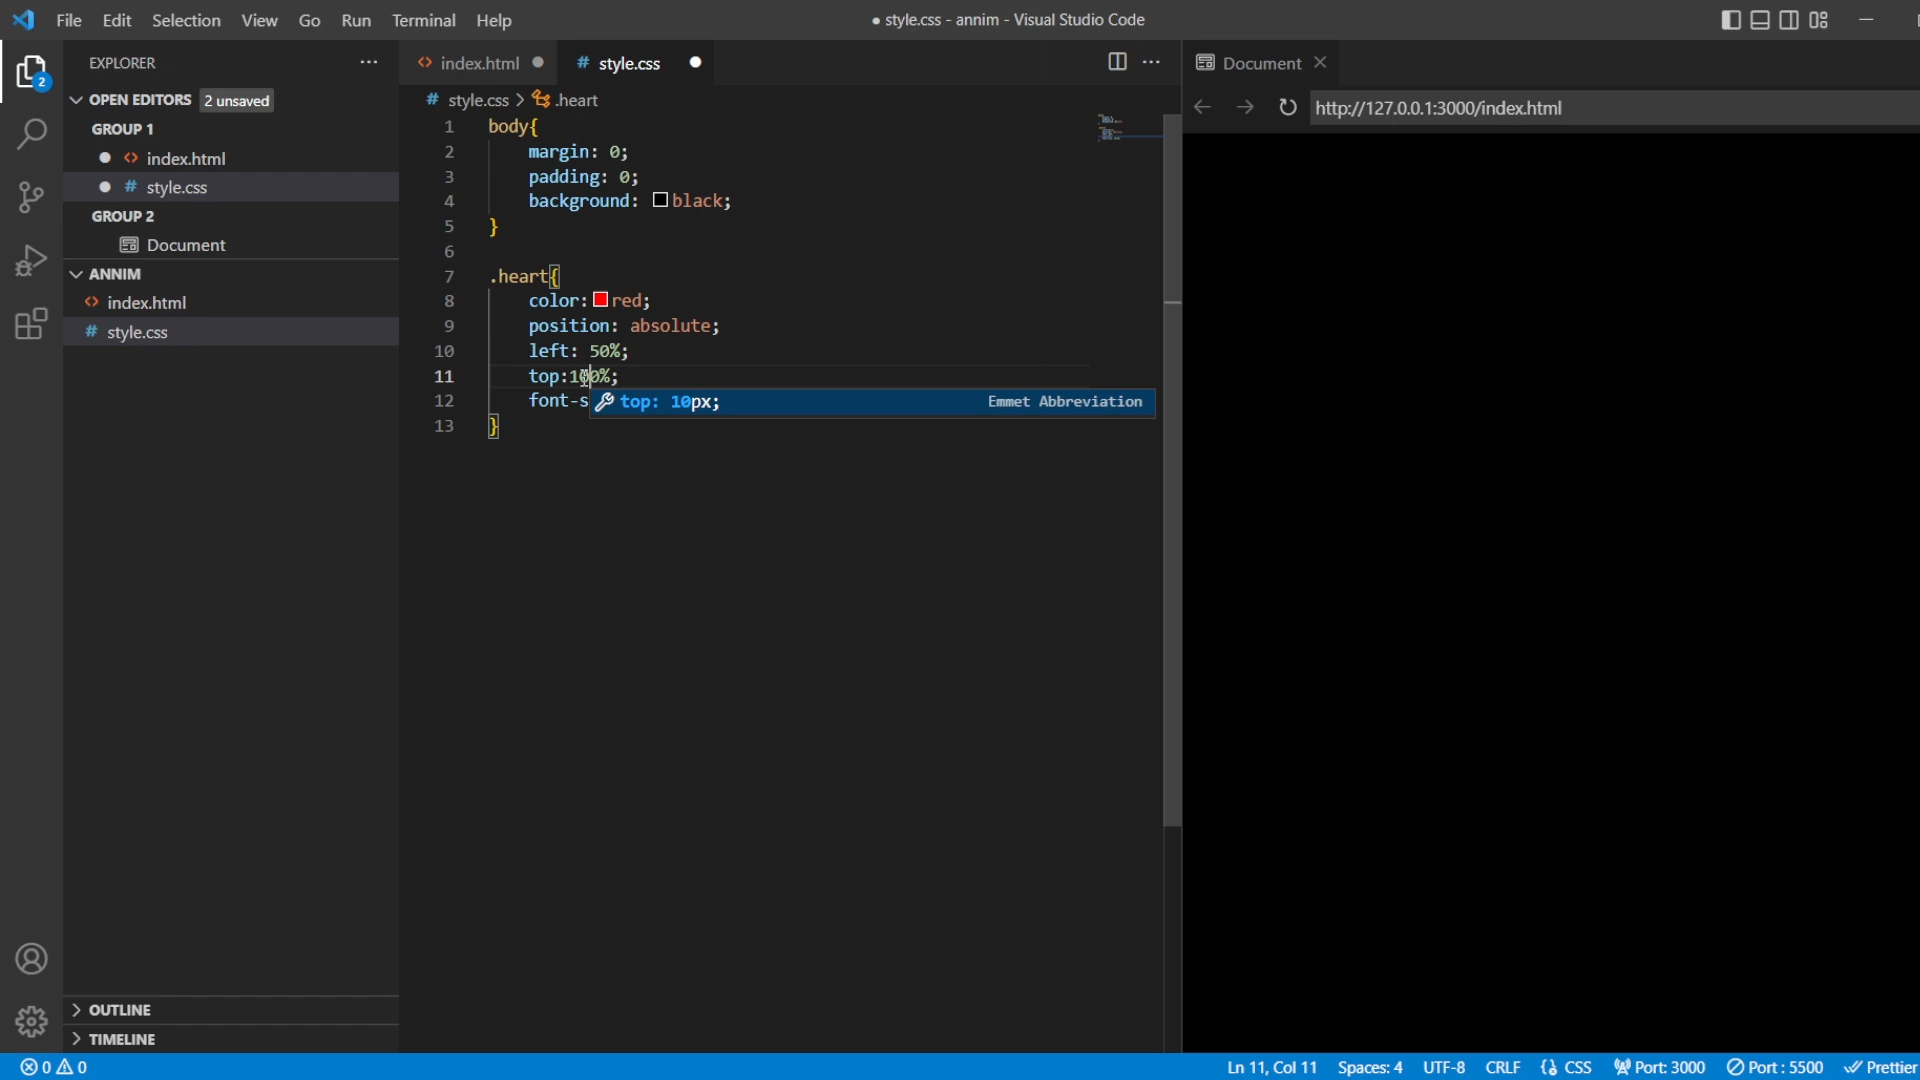 File Edit Selection View Go Run Terminal Help
● style.css - annim - Visual Studio Code
2
EXPLORER
OPEN EDITORS 2 unsaved
GROUP 1
index.html
# style.css
GROUP 2
Document
ANNIM
index.html
# style.css
OUTLINE
TIMELINE
<> index.html
# style.css
# style.css > .heart
1 body{
2 margin: 0;
3 padding: 0;
4 background: black;
5 }
6
7 .heart{
8 color: red;
9 position: absolute;
10 left: 50%;
11 top:100%;
12 font-s
13 }
top: 10px; Emmet Abbreviation
Document
http://127.0.0.1:3000/index.html
0 0
Ln 11, Col 11 Spaces: 4 UTF-8 CRLF {} CSS Port: 3000 Port : 5500 Prettier